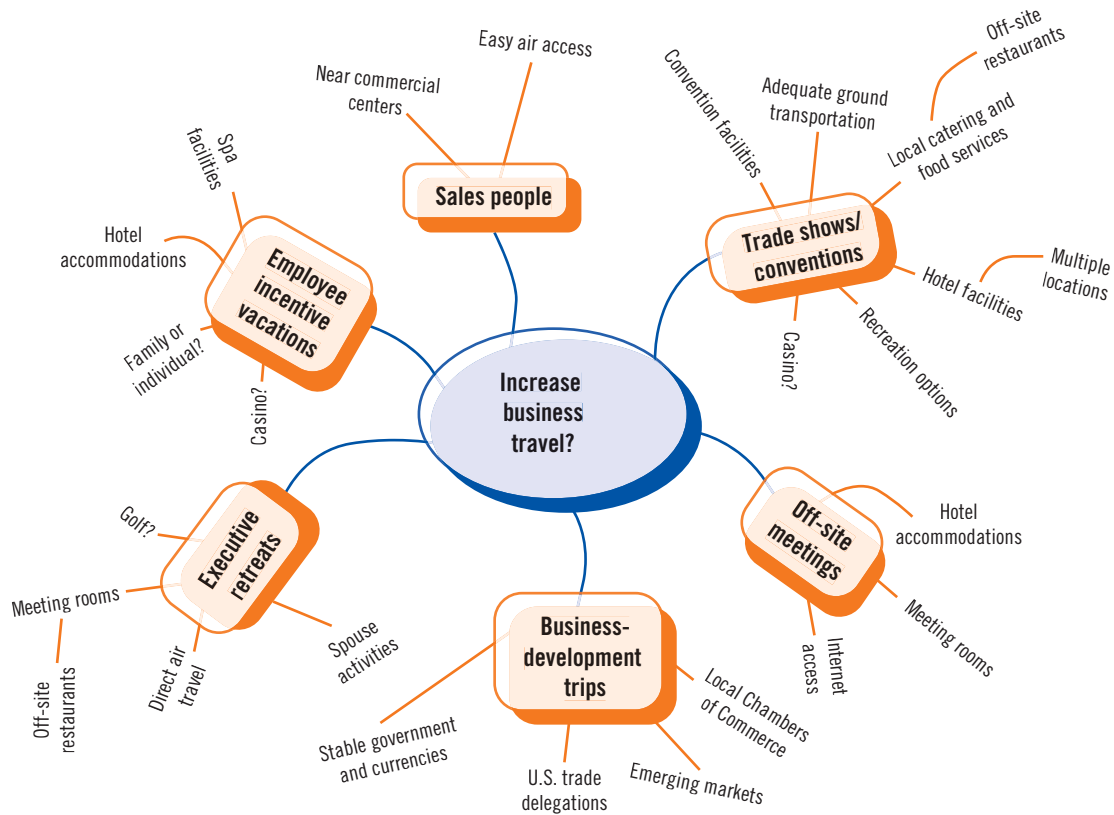 Increase
business
travel?
Sales people
Near commercial
centers
Easy air access
Trade shows/
conventions
Convention facilities
Adequate ground
transportation
Local catering and
food services
Off-site
restaurants
Hotel facilities
Multiple
locations
Recreation options
Casino?
Off-site
meetings
Hotel
accommodations
Meeting rooms
Internet
access
Business-
development
trips
Local Chambers
of Commerce
Emerging markets
U.S. trade
delegations
Stable government
and currencies
Executive
retreats
Spouse
activities
Direct air
travel
Meeting rooms
Off-site
restaurants
Golf?
Employee
incentive
vacations
Casino?
Family or
individual?
Hotel
accommodations
Spa
facilities